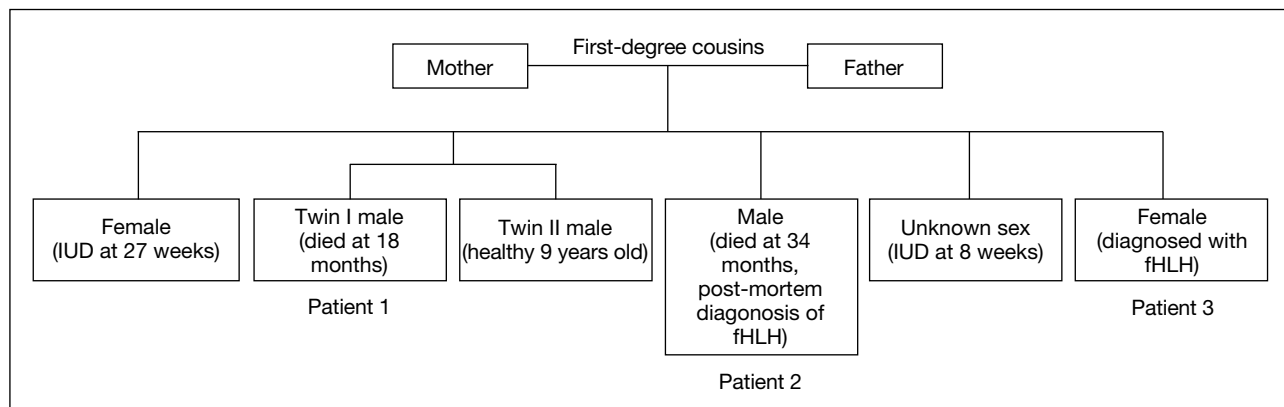 First-degree cousins
Mother
Father
Female
(IUD at 27 weeks)
Twin I male
(died at 18
months)
Twin II male
(healthy 9 years old)
Male
(died at 34
months,
post-mortem
diagonosis of
fHLH)
Unknown sex
(IUD at 8 weeks)
Female
(diagnosed with
fHLH)
Patient 1
Patient 2
Patient 3